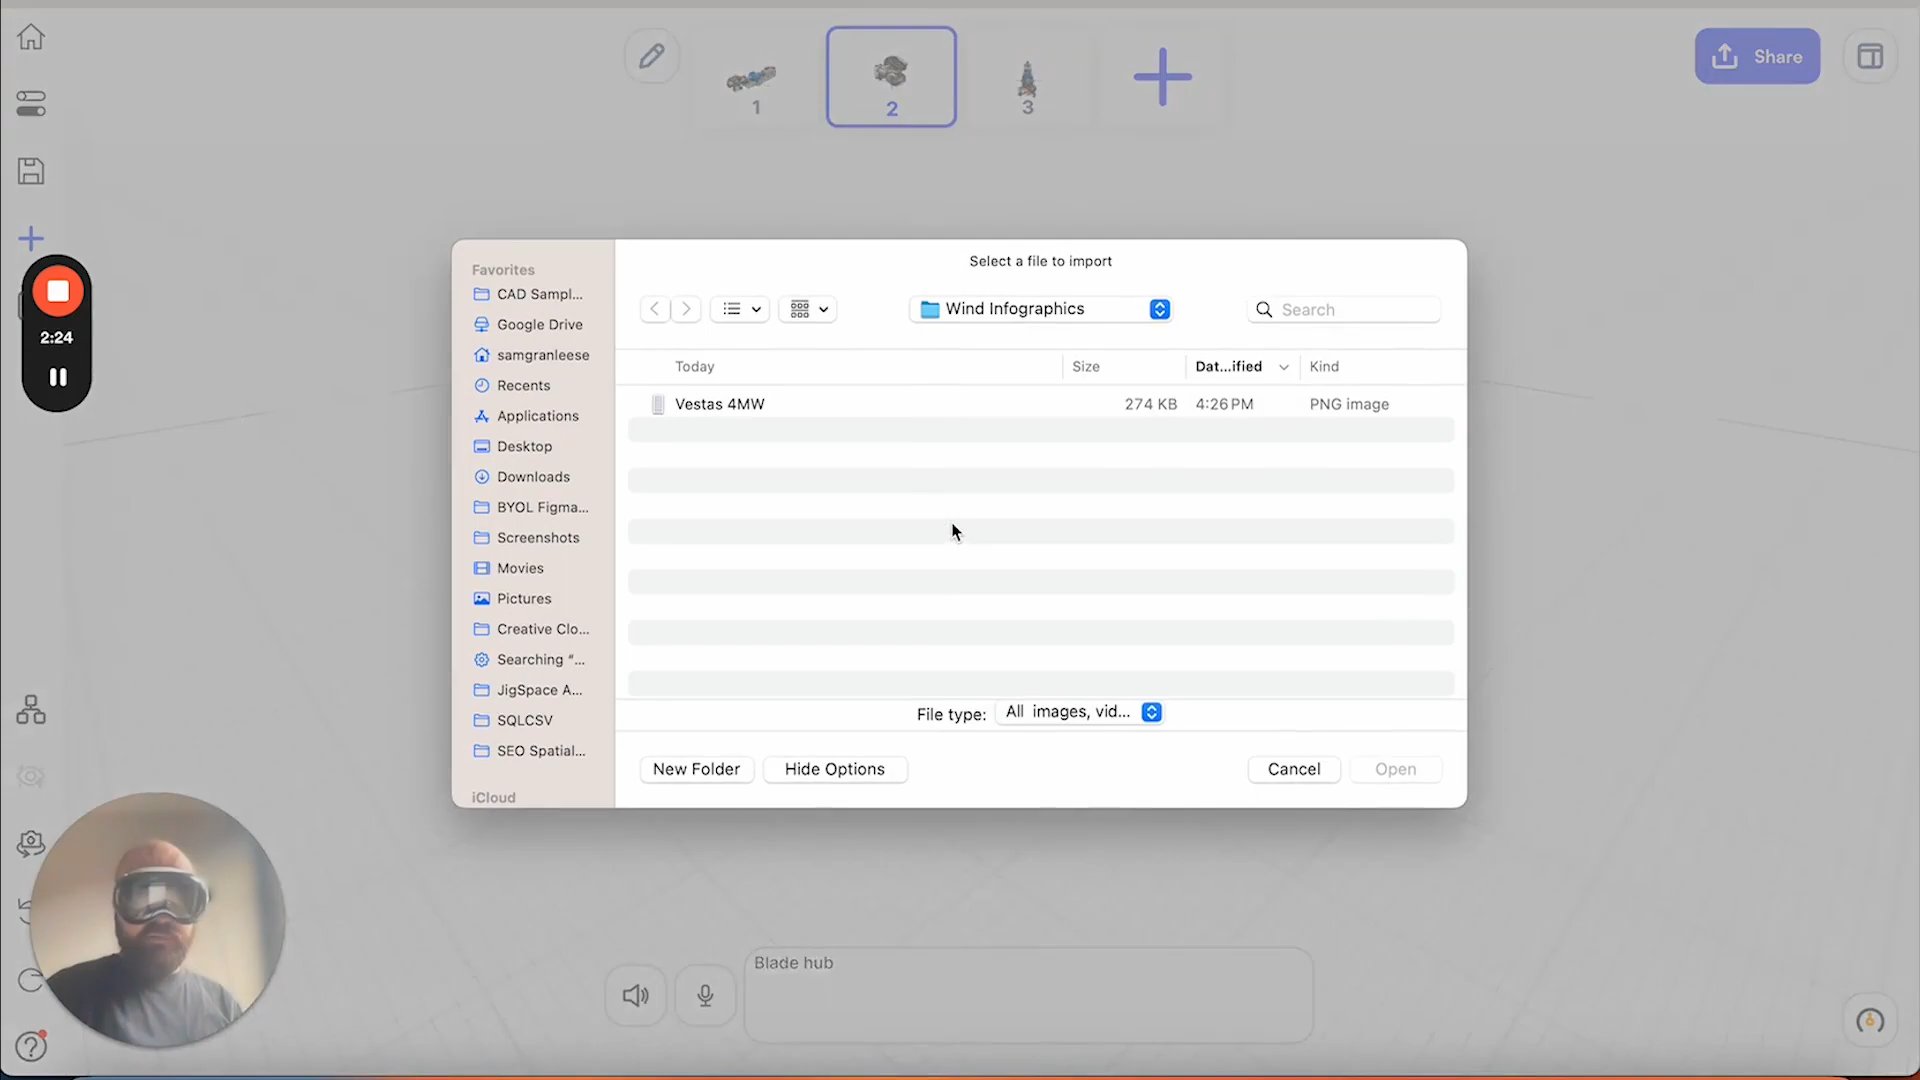 1
2
3
Share
2:24
Select a file to import
Favorites
CAD Sampl...
Google Drive
samgranleese
Recents
Applications
Desktop
Downloads
BYOL Figma...
Screenshots
Movies
Pictures
Creative Clo...
Searching “...
JigSpace A...
SQLCSV
SEO Spatial...
iCloud
Wind Infographics
Search
Today Size Dat...ified Kind
Vestas 4MW 274 KB 4:26 PM PNG image
File type: All images, vid...
New Folder Hide Options Cancel Open
Blade hub